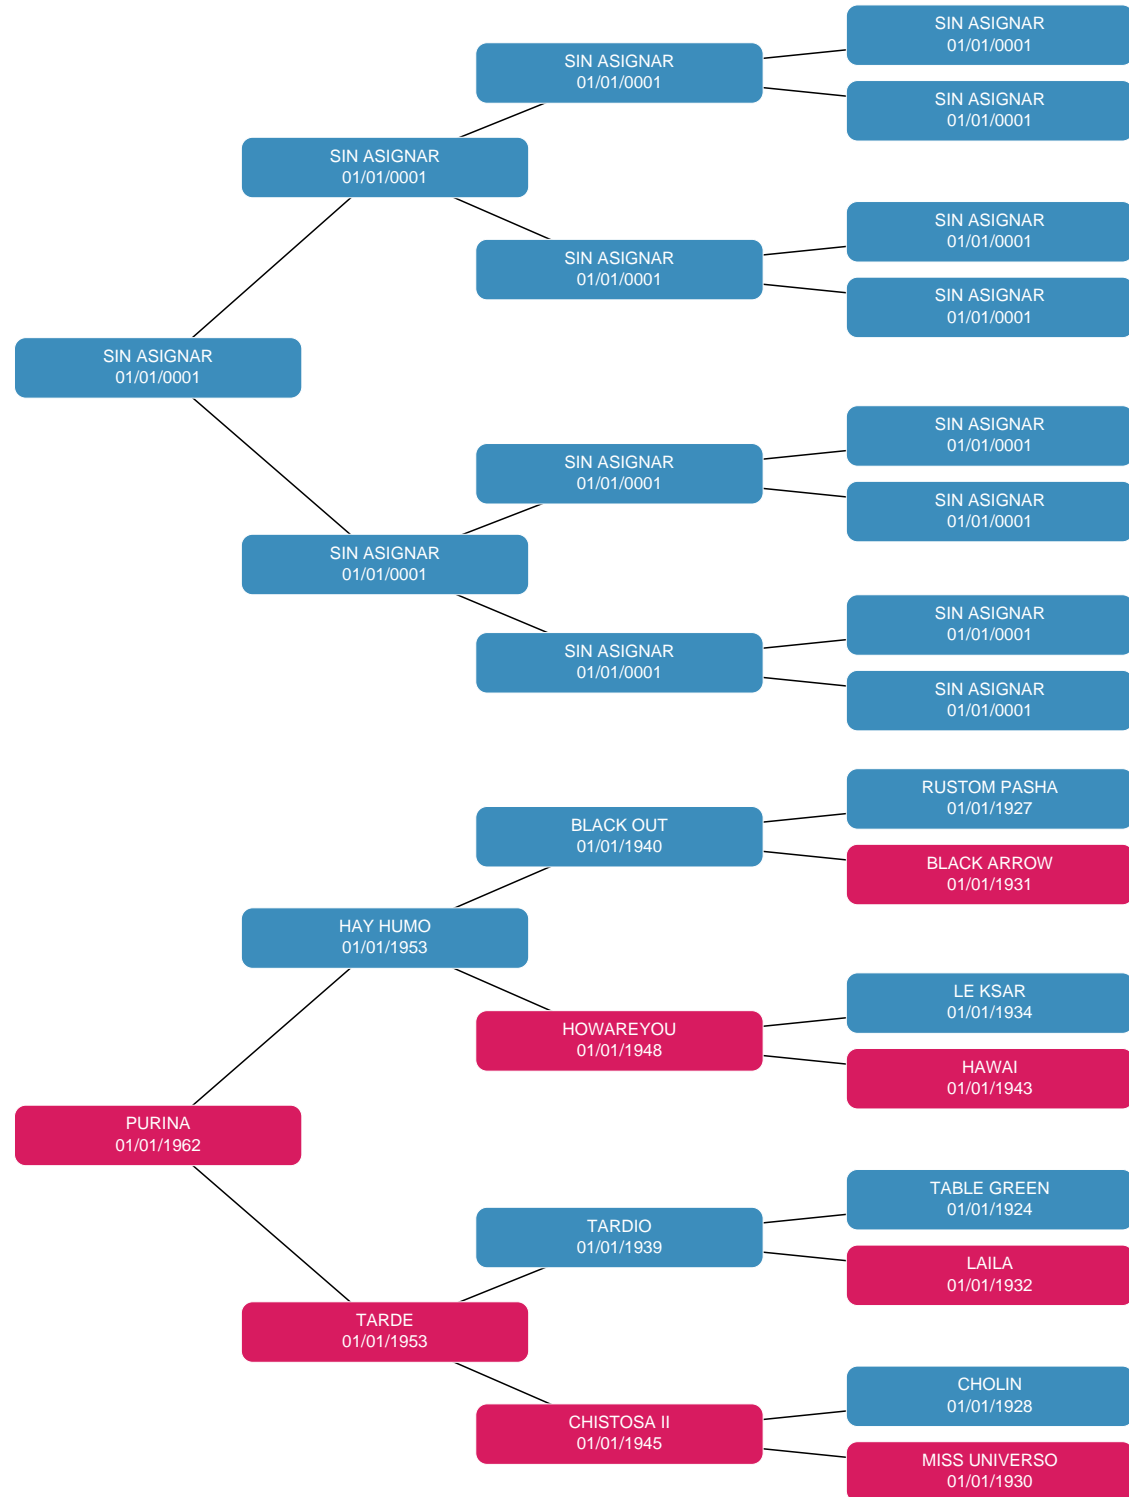 SIN ASIGNAR
01/01/0001
SIN ASIGNAR
01/01/0001
SIN ASIGNAR
01/01/0001
SIN ASIGNAR
01/01/0001
SIN ASIGNAR
01/01/0001
SIN ASIGNAR
01/01/0001
SIN ASIGNAR
01/01/0001
SIN ASIGNAR
01/01/0001
SIN ASIGNAR
01/01/0001
SIN ASIGNAR
01/01/0001
SIN ASIGNAR
01/01/0001
SIN ASIGNAR
01/01/0001
SIN ASIGNAR
01/01/0001
SIN ASIGNAR
01/01/0001
SIN ASIGNAR
01/01/0001
RUSTOM PASHA
01/01/1927
BLACK OUT
01/01/1940
BLACK ARROW
01/01/1931
HAY HUMO
01/01/1953
LE KSAR
01/01/1934
HOWAREYOU
01/01/1948
HAWAI
01/01/1943
PURINA
01/01/1962
TABLE GREEN
01/01/1924
TARDIO
01/01/1939
LAILA
01/01/1932
TARDE
01/01/1953
CHOLIN
01/01/1928
CHISTOSA II
01/01/1945
MISS UNIVERSO
01/01/1930